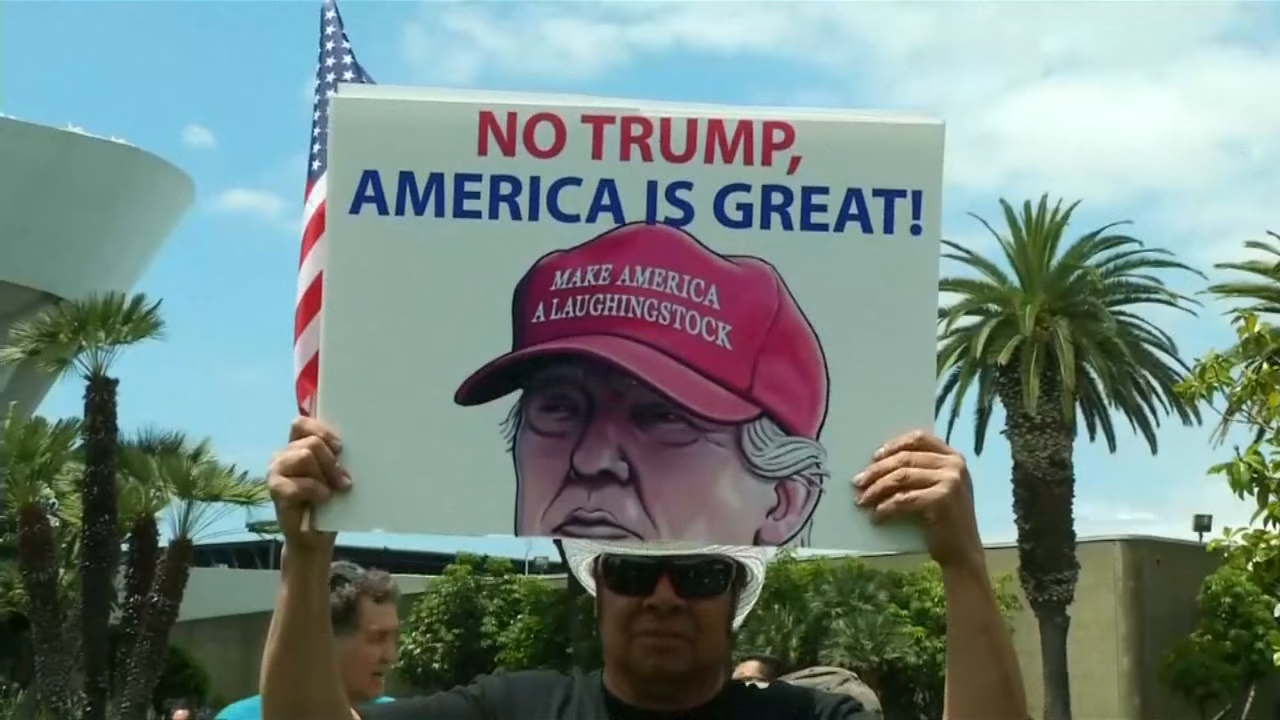 NO TRUMP,
AMERICA IS GREAT!
MAKE AMERICA
A LAUGHINGSTOCK